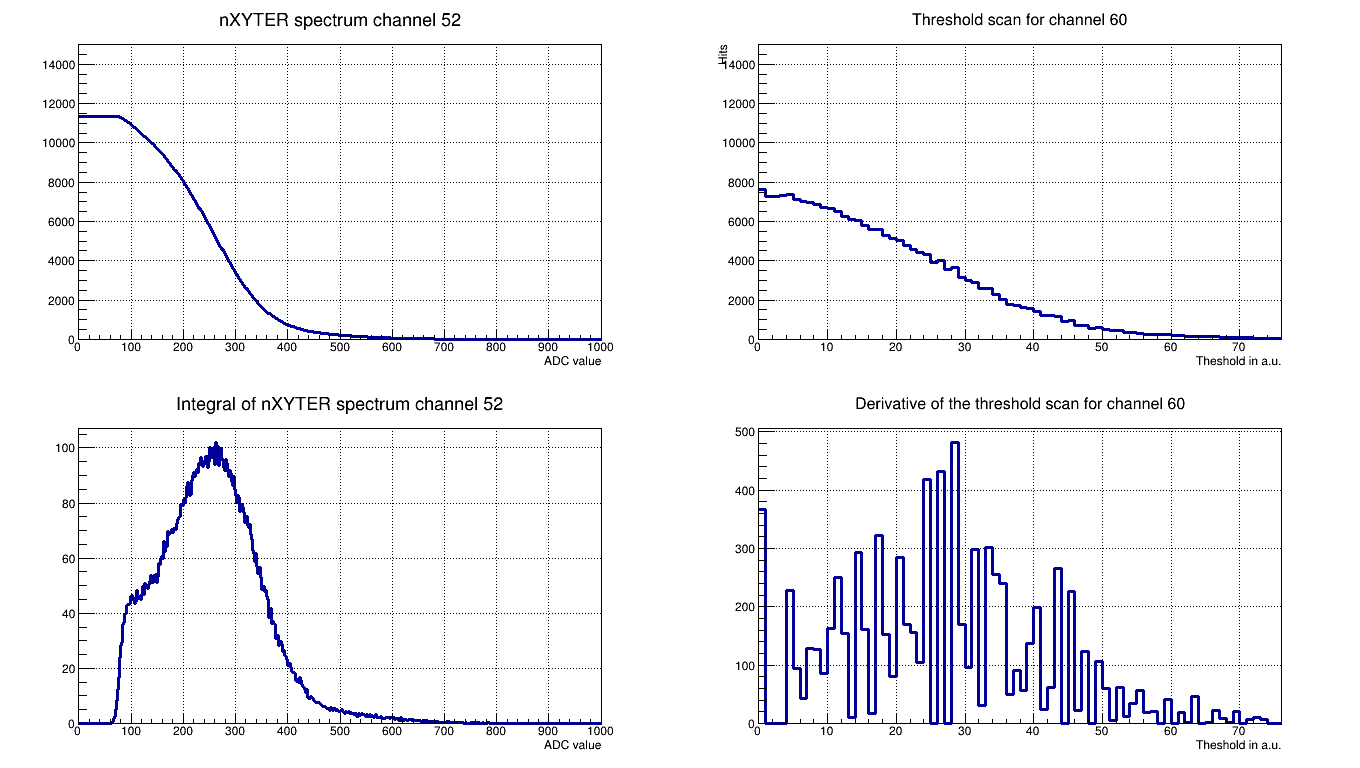 nXYTER spectrum channel 52
14000
12000
10000
8000
6000
4000
2000
0
0 100 200 300 400 500 600 700 800 900 1000
ADC value
Threshold scan for channel 60
Hits
14000
12000
10000
8000
6000
4000
2000
0
0 10 20 30 40 50 60 70
Theshold in a.u.
Integral of nXYTER spectrum channel 52
100
80
60
40
20
0
0 100 200 300 400 500 600 700 800 900 1000
ADC value
Derivative of the threshold scan for channel 60
500
400
300
200
100
0
0 10 20 30 40 50 60 70
Theshold in a.u.